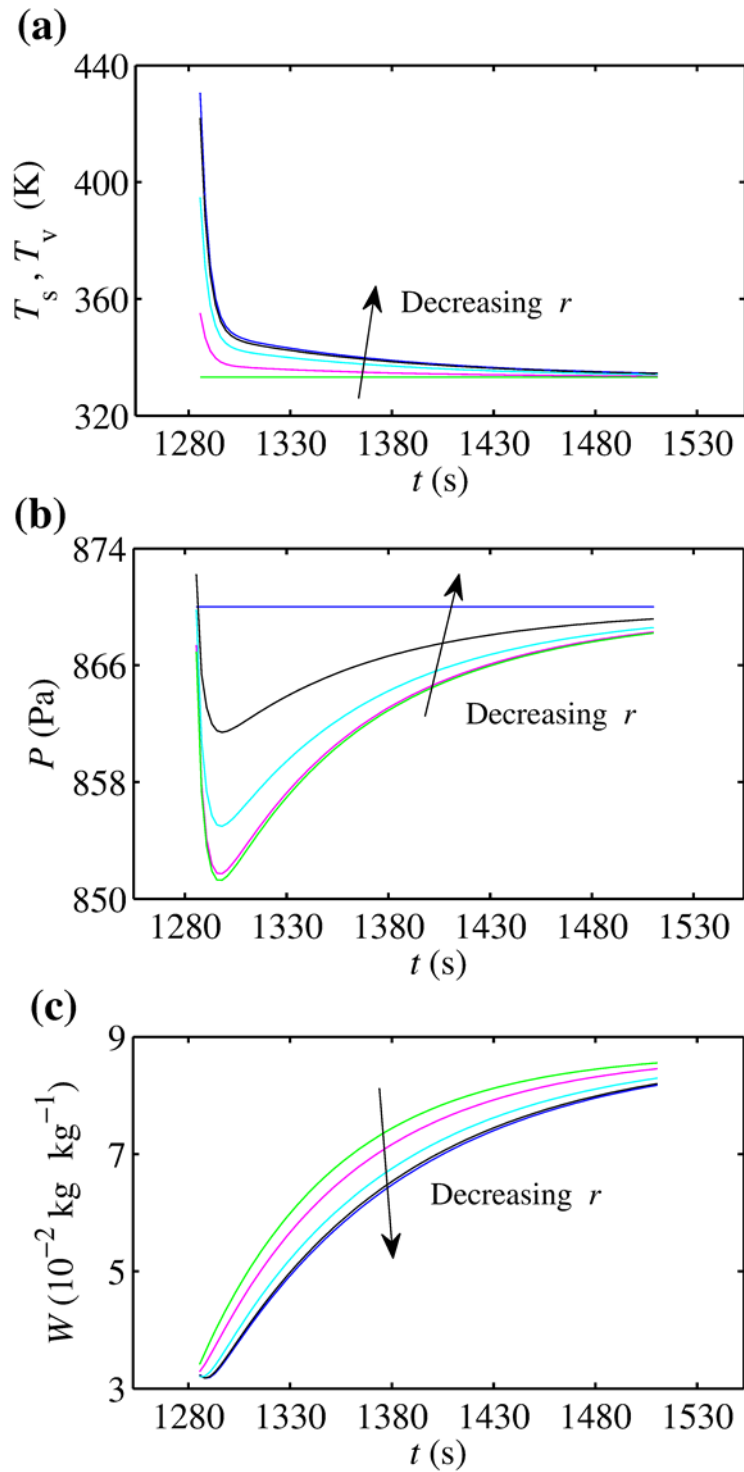 (a)
440
400
360
320
T_s, T_v (K)
Decreasing r
1280 1330 1380 1430 1480 1530
t (s)
(b)
874
866
858
850
P (Pa)
Decreasing r
1280 1330 1380 1430 1480 1530
t (s)
(c)
9
7
5
3
W (10⁻² kg kg⁻¹)
Decreasing r
1280 1330 1380 1430 1480 1530
t (s)